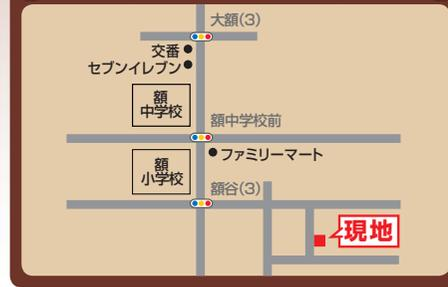 大額(3)
交番
セブンイレブン
額
中学校
額中学校前
ファミリーマート
額
小学校
額谷(3)
現地